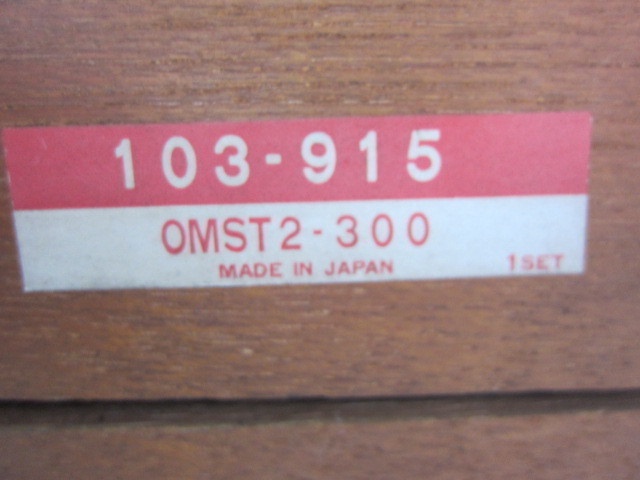 103-915
OMST2-300
MADE IN JAPAN
1SET